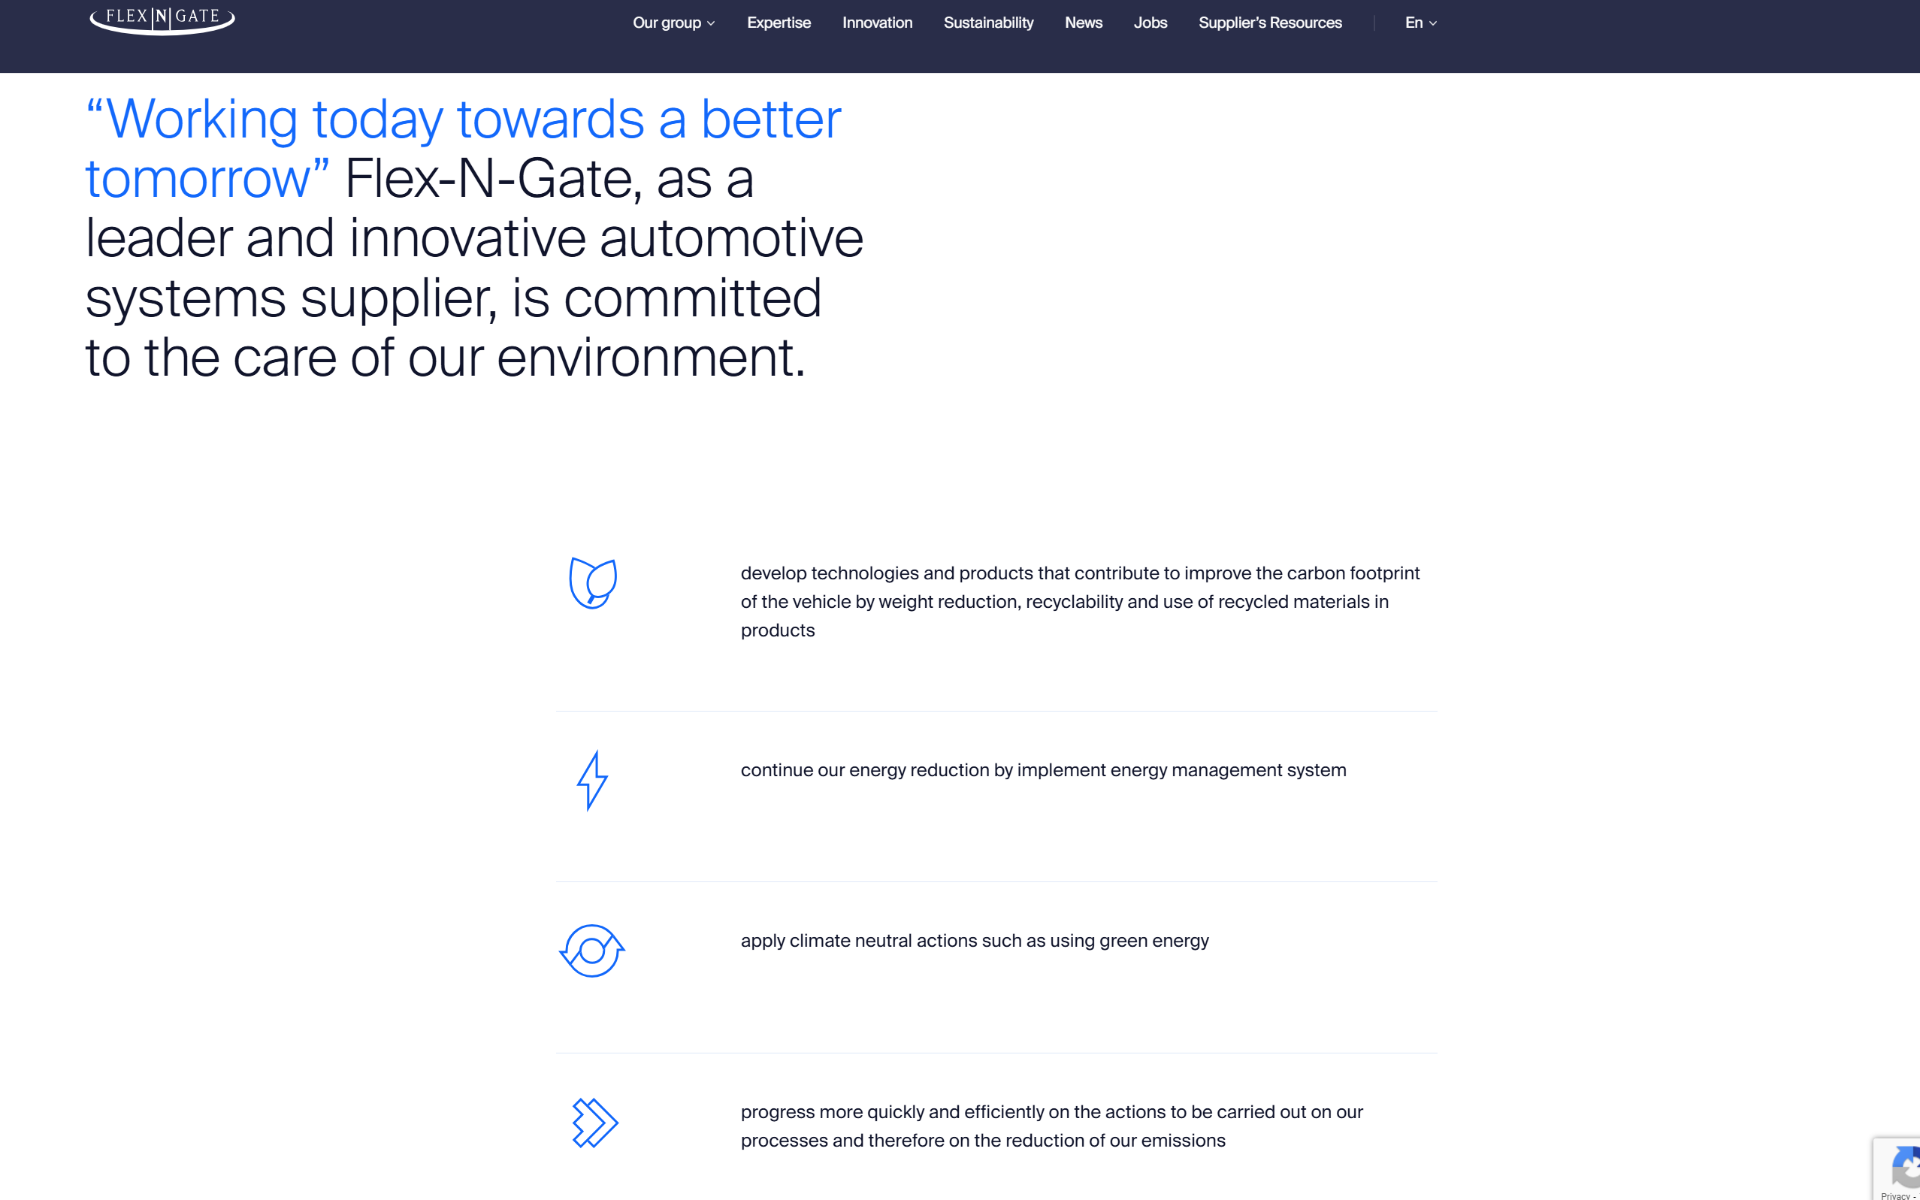 FLEX N GATE
Our group
Expertise
Innovation
Sustainability
News
Jobs
Supplier's Resources
En
“Working today towards a better
tomorrow” Flex-N-Gate, as a
leader and innovative automotive
systems supplier, is committed
to the care of our environment.
develop technologies and products that contribute to improve the carbon footprint
of the vehicle by weight reduction, recyclability and use of recycled materials in
products
continue our energy reduction by implement energy management system
apply climate neutral actions such as using green energy
progress more quickly and efficiently on the actions to be carried out on our
processes and therefore on the reduction of our emissions
Privacy -